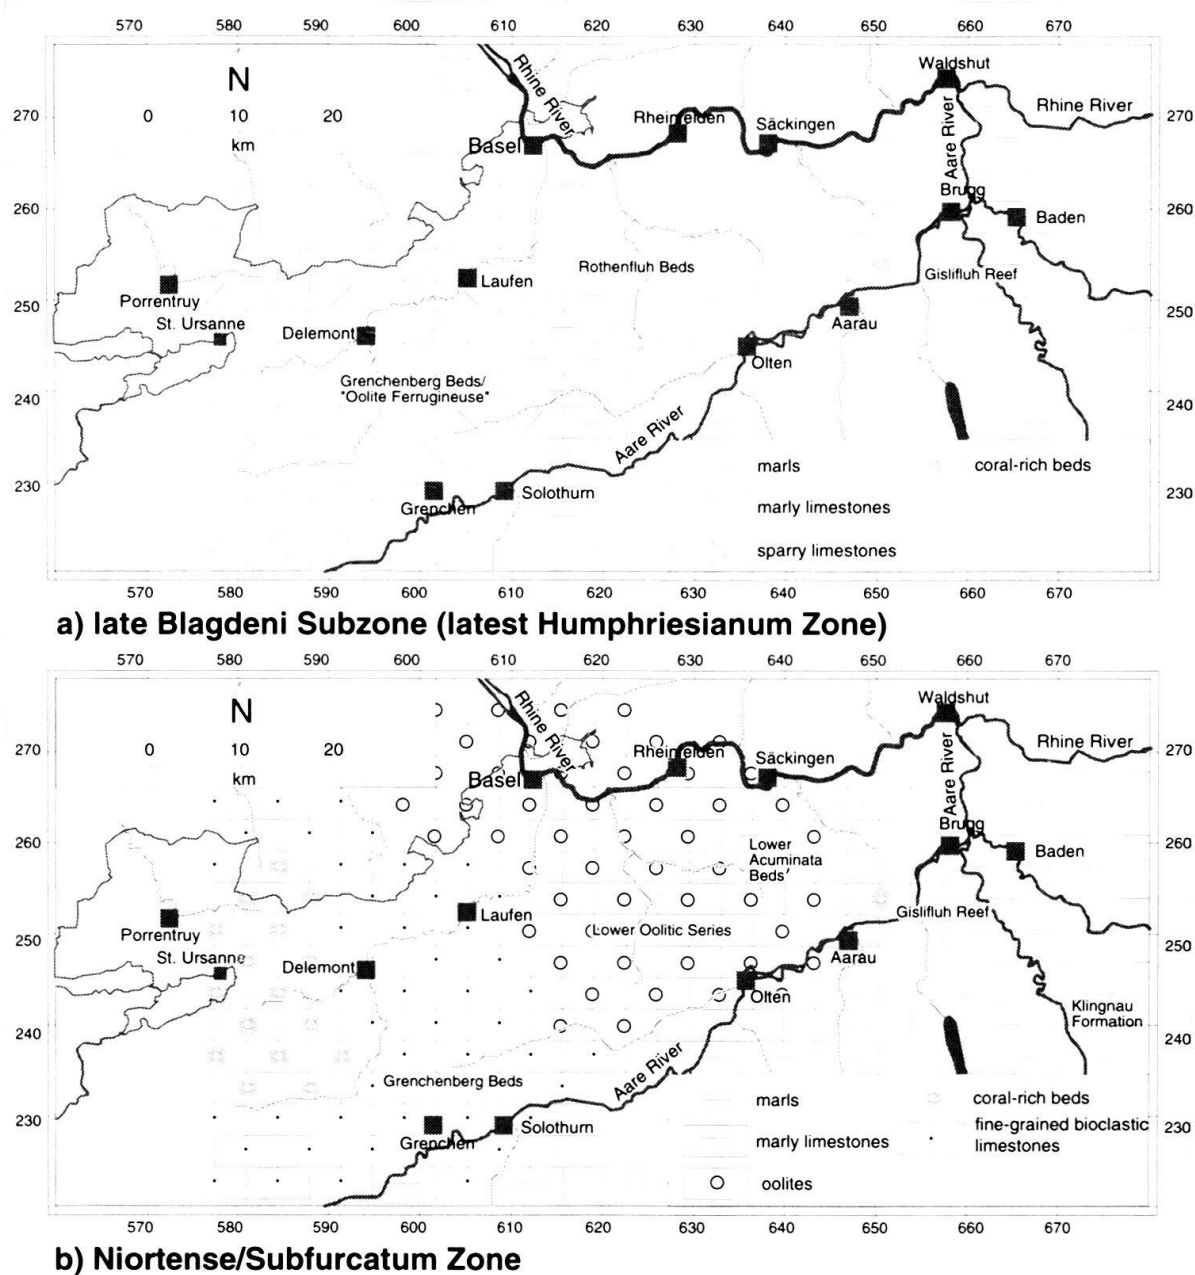 570 580 590 600 610 620 630 640 650 660 670
Waldshut
N
Rhine River
Rhine River
270
0 10 20
Rheinfelden
Säckingen
270
km
Basel
Aare River
Brugg
260
260
Baden
Rothenfluh Beds
Gislifluh Reef
Laufen
Porrentruy
250
250
St. Ursanne
Delemont
Aarau
Olten
Grenchenberg Beds/
"Oolite Ferrugineuse"
240
240
Aare River
marls
coral-rich beds
230
Solothurn
230
Grenchen
marly limestones
sparry limestones
570 580 590 600 610 620 630 640 650 660 670
a) late Blagdeni Subzone (latest Humphriesianum Zone)
570 580 590 600 610 620 630 640 650 660 670
Waldshut
N
Rhine River
Rhine River
270
0 10 20
Rheinfelden
Säckingen
270
km
Basel
Aare River
Brugg
260
Lower
Acuminata
Beds
260
Baden
Laufen
Gislifluh Reef
Porrentruy
Lower Oolitic Series
250
250
St. Ursanne
Delemont
Aarau
Olten
Klingnau
Formation
240
240
Aare River
Grenchenberg Beds
marls
coral-rich beds
230
Solothurn
fine-grained bioclastic
limestones
230
Grenchen
marly limestones
oolites
570 580 590 600 610 620 630 640 650 660 670
b) Niortense/Subfurcatum Zone